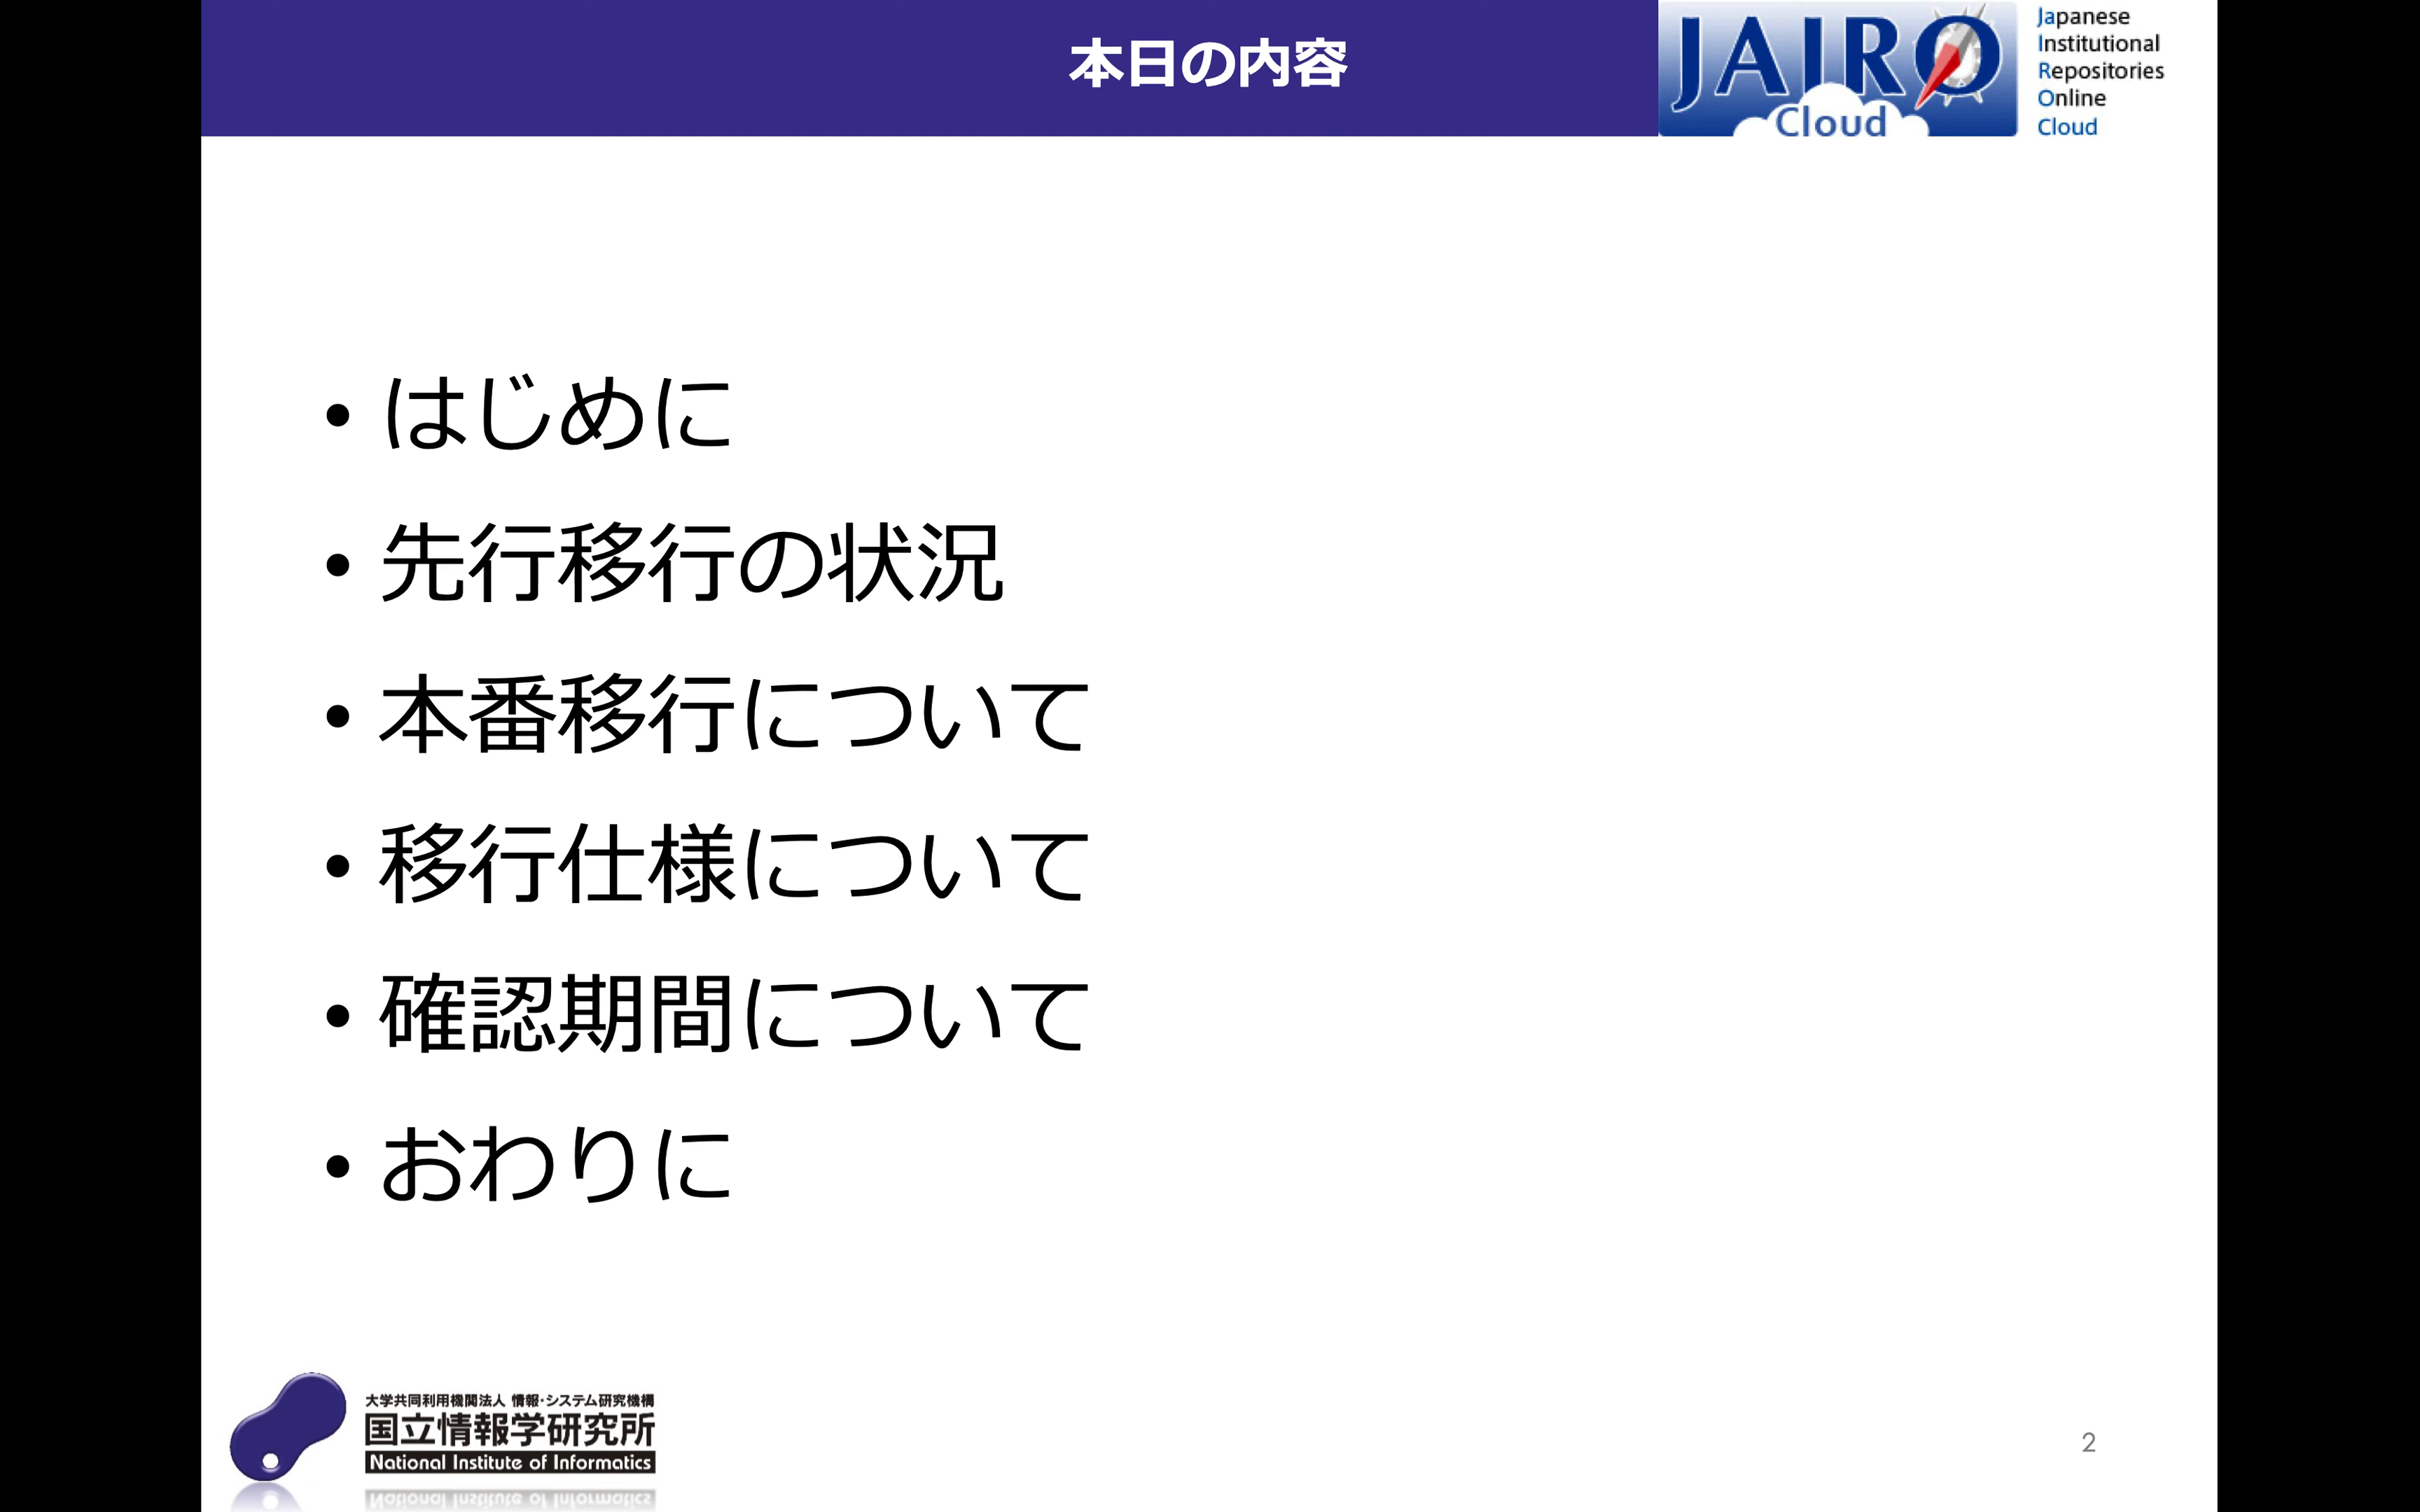 本日の内容
JAIRO
Cloud
Japanese
Institutional
Repositories
Online
Cloud
• はじめに
• 先行移行の状況
• 本番移行について
• 移行仕様について
• 確認期間について
• おわりに
大学共同利用機関法人 情報・システム研究機構
国立情報学研究所
National Institute of Informatics
2